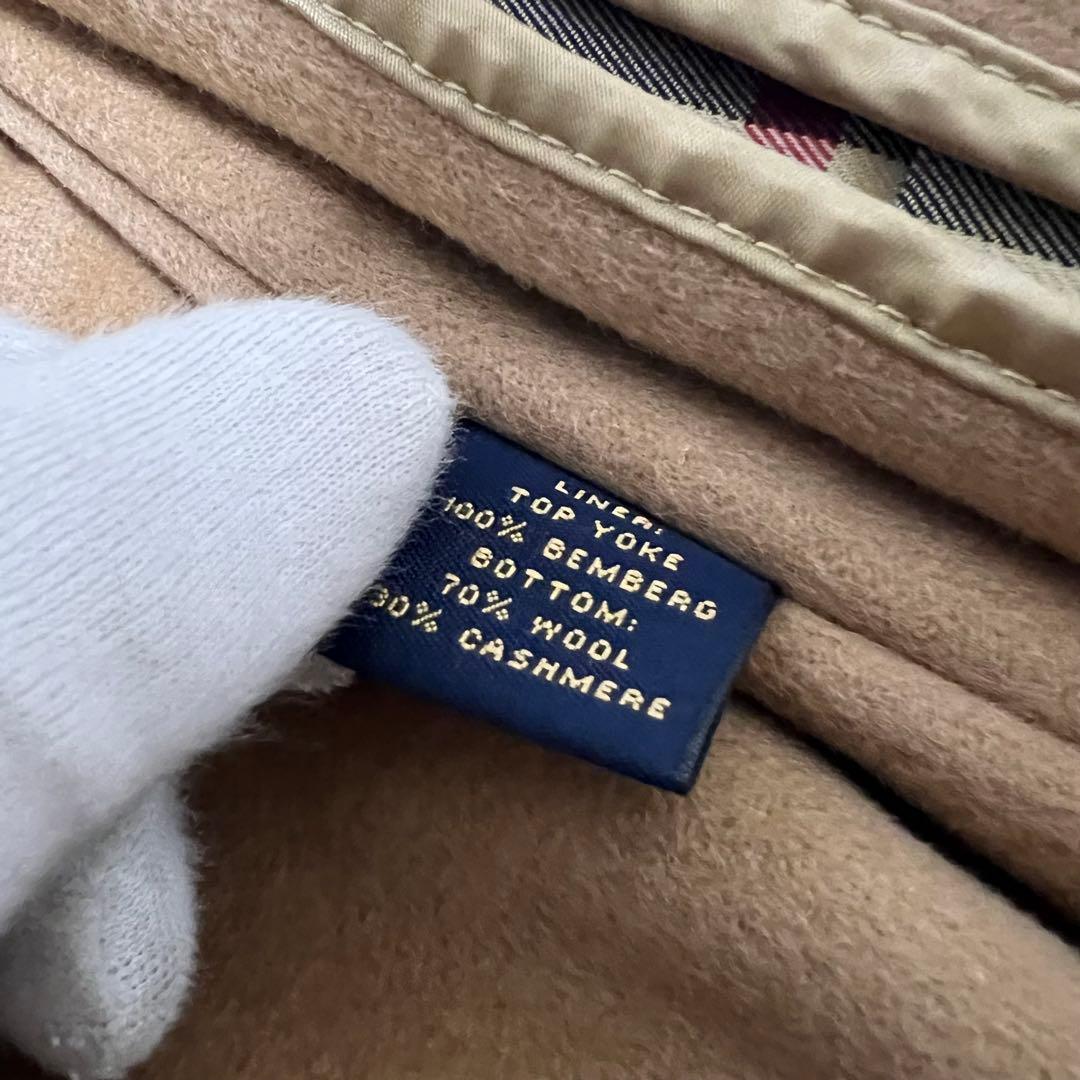 LINER:
TOP YOKE
100% BEMBERG
BOTTOM:
70% WOOL
30% CASHMERE